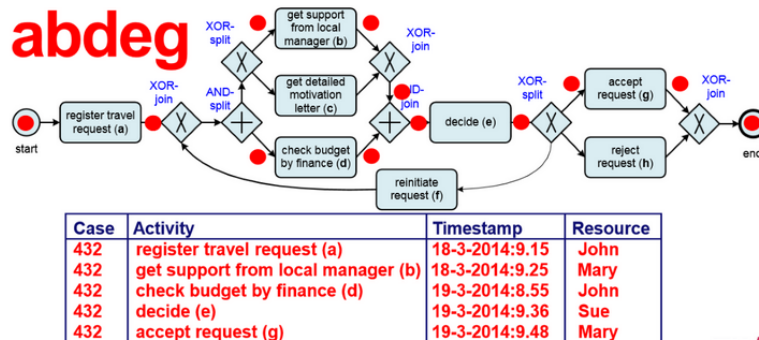 abdeg
XOR-
split
get support
from local
manager (b)
XOR-
join
get detailed
motivation
letter (c)
XOR-
join
AND-
split
register travel
request (a)
start
check budget
by finance (d)
join
decide (e)
XOR-
split
accept
request (g)
XOR-
join
reject
request (h)
end
reinitiate
request (f)
Case Activity Timestamp Resource
432 register travel request (a) 18-3-2014:9.15 John
432 get support from local manager (b) 18-3-2014:9.25 Mary
432 check budget by finance (d) 19-3-2014:8.55 John
432 decide (e) 19-3-2014:9.36 Sue
432 accept request (g) 19-3-2014:9.48 Mary